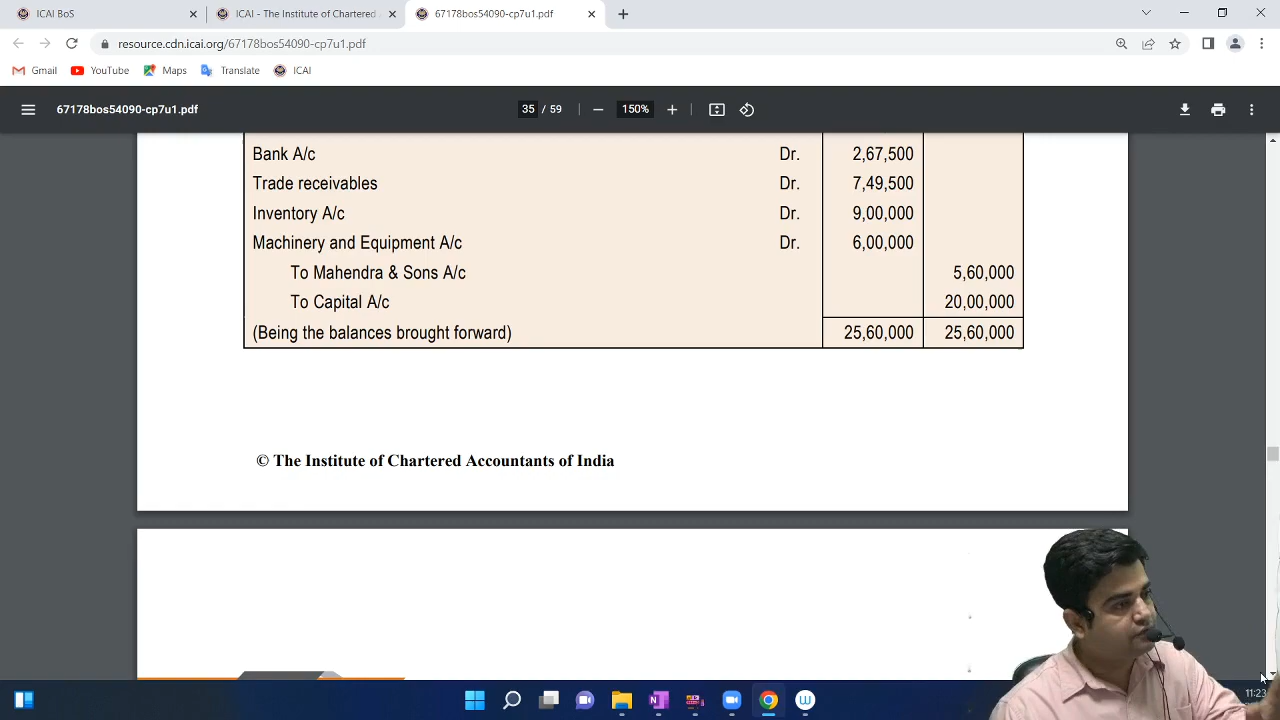 ICAI BoS
ICAI - The Institute of Chartered A
67178bos54090-cp7u1.pdf
resource.cdn.icai.org/67178bos54090-cp7u1.pdf
Gmail YouTube Maps Translate ICAI
67178bos54090-cp7u1.pdf 35 / 59 150%
Bank A/c Dr. 2,67,500
Trade receivables Dr. 7,49,500
Inventory A/c Dr. 9,00,000
Machinery and Equipment A/c Dr. 6,00,000
To Mahendra & Sons A/c 5,60,000
To Capital A/c 20,00,000
(Being the balances brought forward) 25,60,000 25,60,000
© The Institute of Chartered Accountants of India
11:23